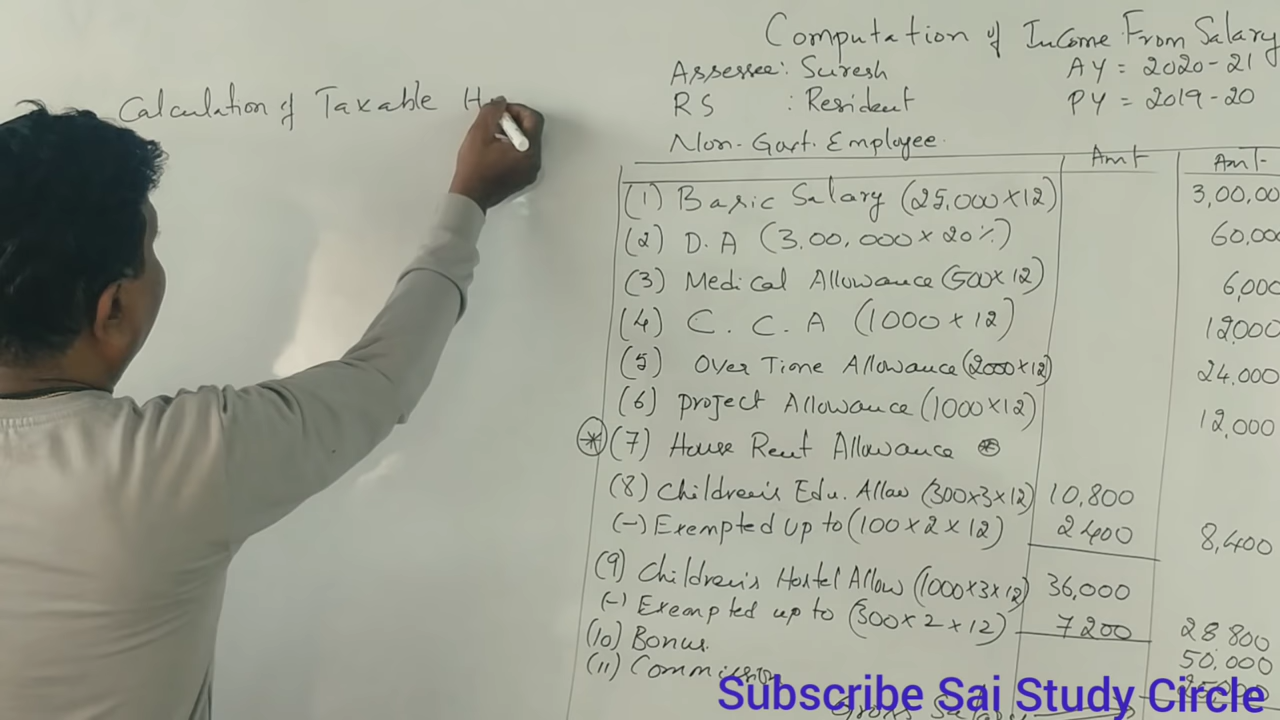 Calculation of Taxable H
Computation of Income From Salary
Assessee: Suresh AY = 2020-21
RS : Resident PY = 2019-20
Non-Govt. Employee.
Amt Amt
(1) Basic Salary (25,000×12) 3,00,00
(2) D.A (3,00,000×20%) 60,000
(3) Medical Allowance (500×12) 6,000
(4) C.C.A (1000×12) 12,000
(5) Over Time Allowance (2000×12) 24,000
(6) project Allowance (1000×12) 12,000
(7) House Rent Allowance
(8) Children's Edu. Allow (300×3×12) 10,800
(-) Exempted up to (100×2×12) 2400 8,400
(9) Children's Hostel Allow (1000×3×12) 36,000
(-) Exempted up to (300×2×12) 7200 28800
(10) Bonus. 50,000
(11) Commission
Gross Salary
Subscribe Sai Study Circle